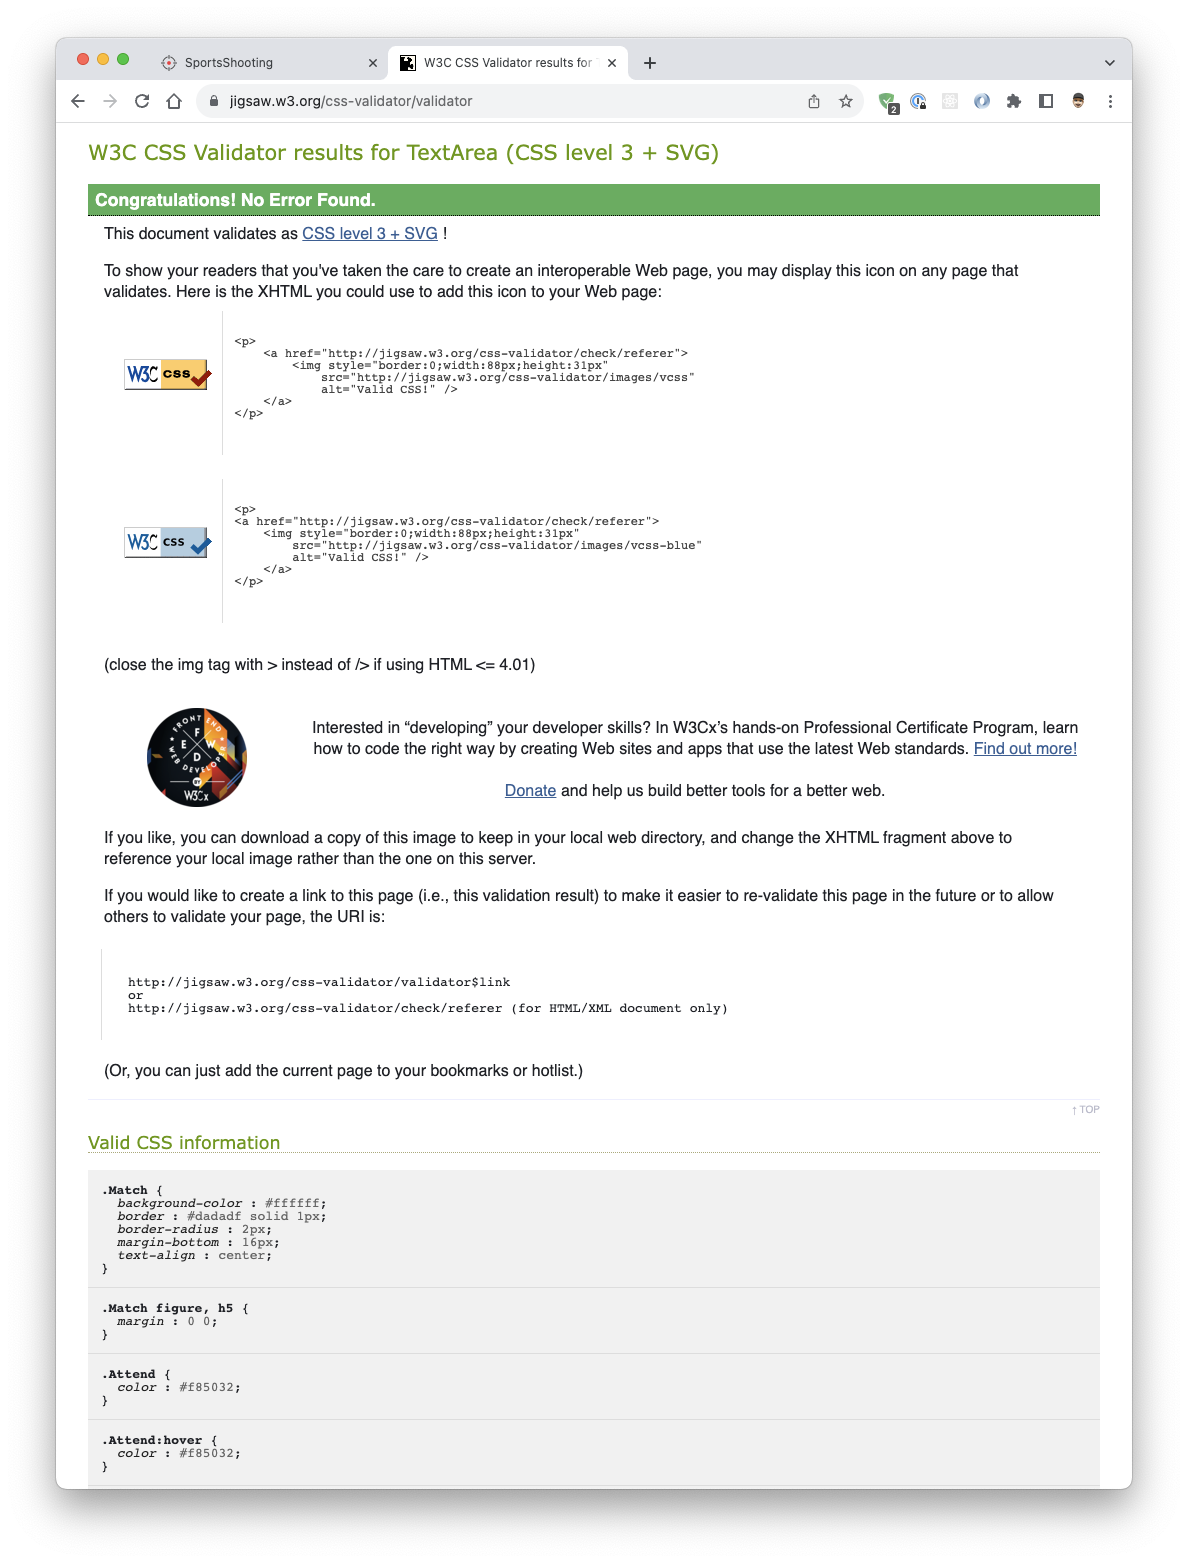 SportsShooting
W3C CSS Validator results for
jigsaw.w3.org/css-validator/validator
2
W3C CSS Validator results for TextArea (CSS level 3 + SVG)
Congratulations! No Error Found.
This document validates as CSS level 3 + SVG !
To show your readers that you've taken the care to create an interoperable Web page, you may display this icon on any page that
validates. Here is the XHTML you could use to add this icon to your Web page:
W3C css
<p>
    <a href="http://jigsaw.w3.org/css-validator/check/referer">
        <img style="border:0;width:88px;height:31px"
            src="http://jigsaw.w3.org/css-validator/images/vcss"
            alt="Valid CSS!" />
    </a>
</p>
W3C css
<p>
<a href="http://jigsaw.w3.org/css-validator/check/referer">
    <img style="border:0;width:88px;height:31px"
        src="http://jigsaw.w3.org/css-validator/images/vcss-blue"
        alt="Valid CSS!" />
    </a>
</p>
(close the img tag with > instead of /> if using HTML <= 4.01)
FRONT END
F
E W
D
WEB DEVELOPER
BY
W3Cx
Interested in “developing” your developer skills? In W3Cx’s hands-on Professional Certificate Program, learn
how to code the right way by creating Web sites and apps that use the latest Web standards. Find out more!
Donate and help us build better tools for a better web.
If you like, you can download a copy of this image to keep in your local web directory, and change the XHTML fragment above to
reference your local image rather than the one on this server.
If you would like to create a link to this page (i.e., this validation result) to make it easier to re-validate this page in the future or to allow
others to validate your page, the URI is:
http://jigsaw.w3.org/css-validator/validator$link
or
http://jigsaw.w3.org/css-validator/check/referer (for HTML/XML document only)
(Or, you can just add the current page to your bookmarks or hotlist.)
↑ TOP
Valid CSS information
.Match {
  background-color : #ffffff;
  border : #dadadf solid 1px;
  border-radius : 2px;
  margin-bottom : 16px;
  text-align : center;
}
.Match figure, h5 {
  margin : 0 0;
}
.Attend {
  color : #f85032;
}
.Attend:hover {
  color : #f85032;
}